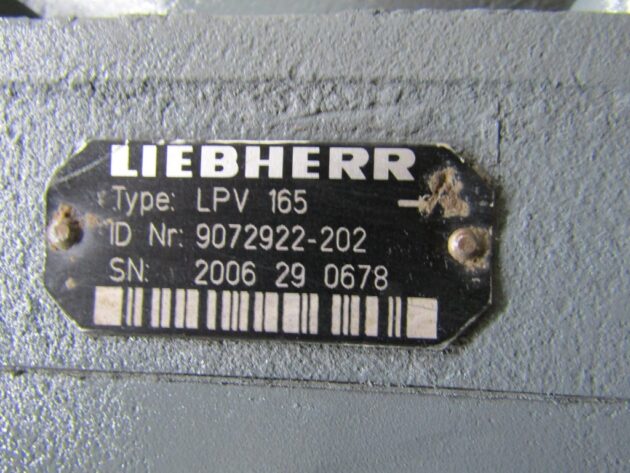 LIEBHERR
Type: LPV 165
ID Nr: 9072922-202
SN: 2006 29 0678